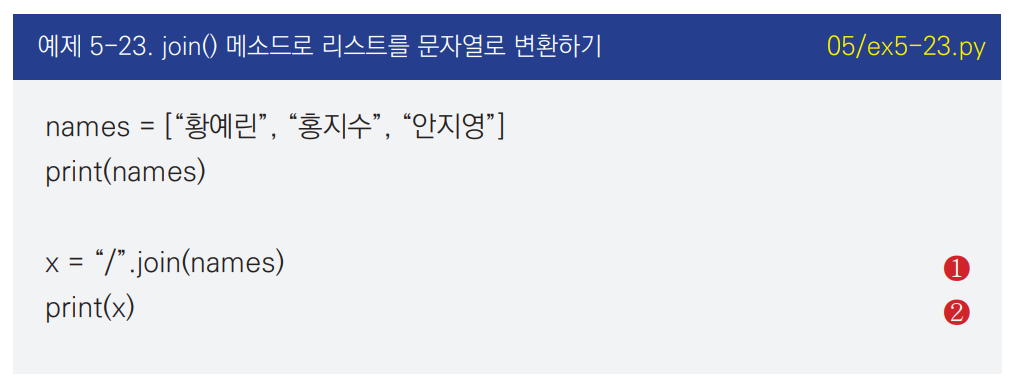 예제 5-23. join() 메소드로 리스트를 문자열로 변환하기 05/ex5-23.py
names = [“황예린”, “홍지수”, “안지영”]
print(names)
x = “/”.join(names) ❶
print(x) ❷